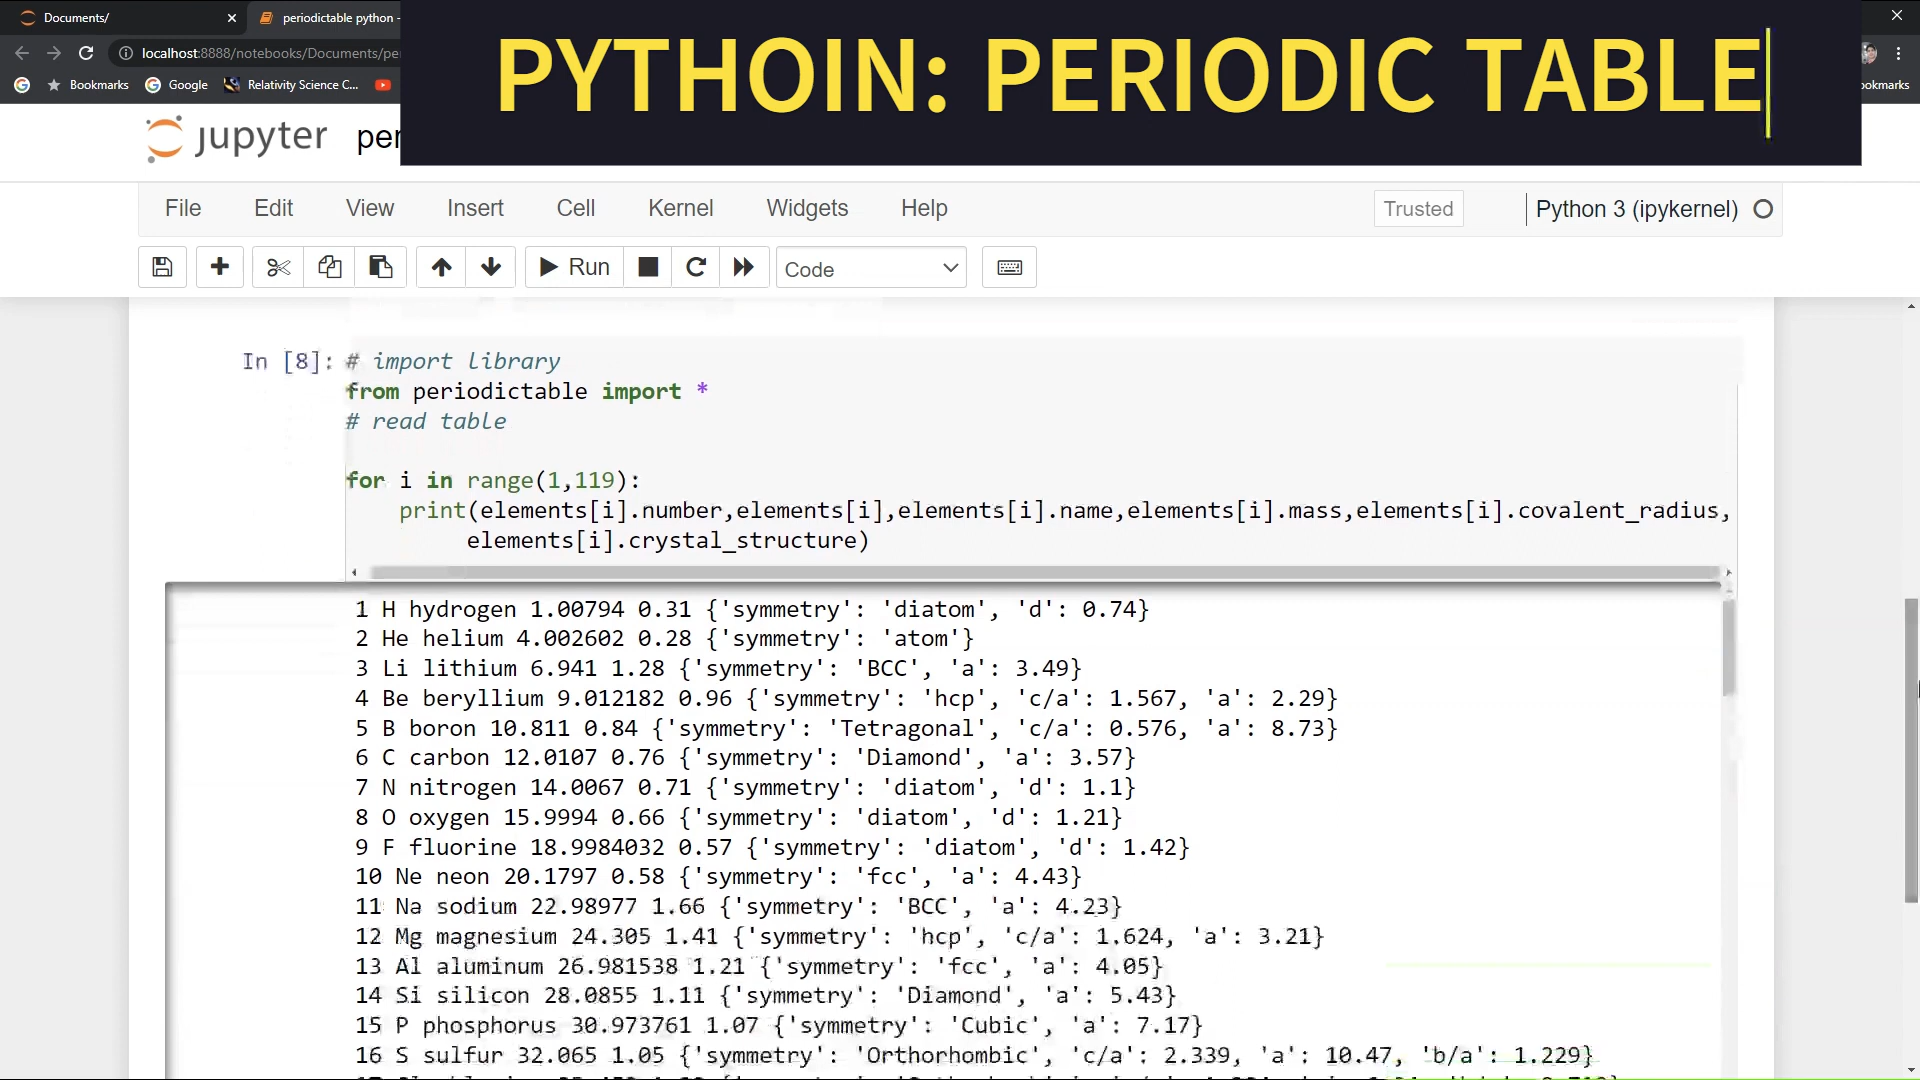 Documents/
periodictable python -
PYTHOIN: PERIODIC TABLE
localhost:8888/notebooks/Documents/pe
Bookmarks
Google
Relativity Science C...
ookmarks
jupyter
per
File Edit View Insert Cell Kernel Widgets Help
Trusted
Python 3 (ipykernel)
Run
Code
In [8]: # import library
from periodictable import *
# read table
for i in range(1,119):
print(elements[i].number,elements[i],elements[i].name,elements[i].mass,elements[i].covalent_radius,
elements[i].crystal_structure)
1 H hydrogen 1.00794 0.31 {'symmetry': 'diatom', 'd': 0.74}
2 He helium 4.002602 0.28 {'symmetry': 'atom'}
3 Li lithium 6.941 1.28 {'symmetry': 'BCC', 'a': 3.49}
4 Be beryllium 9.012182 0.96 {'symmetry': 'hcp', 'c/a': 1.567, 'a': 2.29}
5 B boron 10.811 0.84 {'symmetry': 'Tetragonal', 'c/a': 0.576, 'a': 8.73}
6 C carbon 12.0107 0.76 {'symmetry': 'Diamond', 'a': 3.57}
7 N nitrogen 14.0067 0.71 {'symmetry': 'diatom', 'd': 1.1}
8 O oxygen 15.9994 0.66 {'symmetry': 'diatom', 'd': 1.21}
9 F fluorine 18.9984032 0.57 {'symmetry': 'diatom', 'd': 1.42}
10 Ne neon 20.1797 0.58 {'symmetry': 'fcc', 'a': 4.43}
11 Na sodium 22.98977 1.66 {'symmetry': 'BCC', 'a': 4.23}
12 Mg magnesium 24.305 1.41 {'symmetry': 'hcp', 'c/a': 1.624, 'a': 3.21}
13 Al aluminum 26.981538 1.21 {'symmetry': 'fcc', 'a': 4.05}
14 Si silicon 28.0855 1.11 {'symmetry': 'Diamond', 'a': 5.43}
15 P phosphorus 30.973761 1.07 {'symmetry': 'Cubic', 'a': 7.17}
16 S sulfur 32.065 1.05 {'symmetry': 'Orthorhombic', 'c/a': 2.339, 'a': 10.47, 'b/a': 1.229}